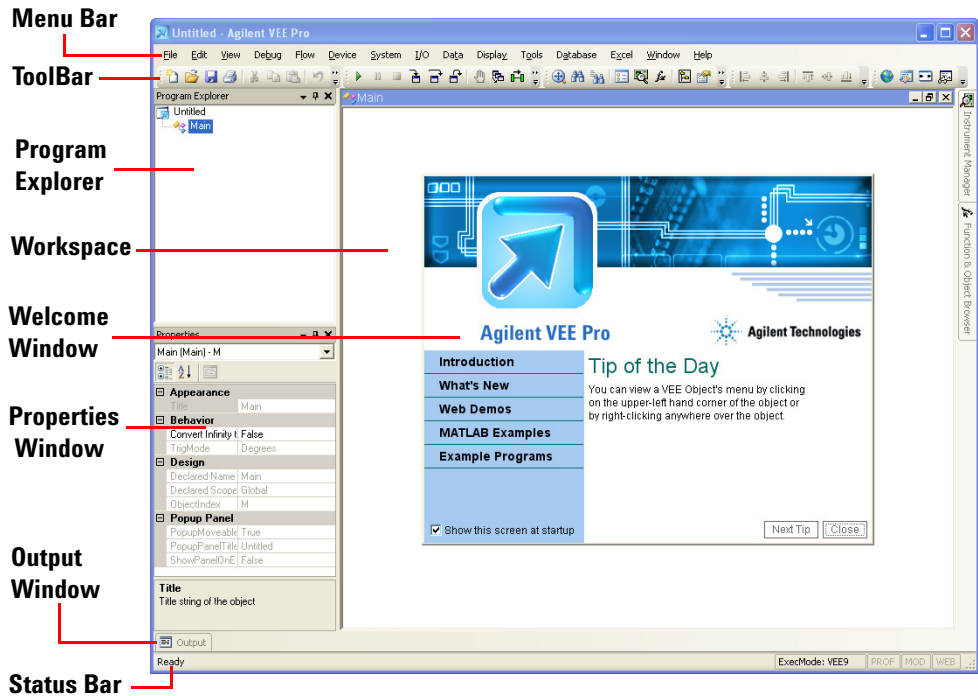 Menu Bar
ToolBar
Program
Explorer
Workspace
Welcome
Window
Properties
Window
Output
Window
Status Bar
Untitled - Agilent VEE Pro
File Edit View Debug Flow Device System I/O Data Display Tools Database Excel Window Help
Program Explorer
Untitled
Main
Main
Instrument Manager
Function & Object Browser
Agilent VEE Pro
Agilent Technologies
Introduction
What's New
Web Demos
MATLAB Examples
Example Programs
Show this screen at startup
Tip of the Day
You can view a VEE Object's menu by clicking
on the upper-left hand corner of the object or
by right-clicking anywhere over the object.
Next Tip Close
Properties
Main (Main) - M
Appearance
Title Main
Behavior
Convert Infinity t False
TrigMode Degrees
Design
Declared Name Main
Declared Scope Global
ObjectIndex M
Popup Panel
PopupMoveable True
PopupPanelTitle Untitled
ShowPanelOnE False
Title
Title string of the object
Output
Ready
ExecMode: VEE9 PROF MOD WEB